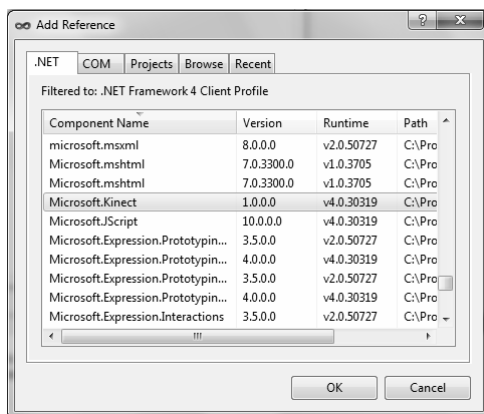 Add Reference
.NET COM Projects Browse Recent
Filtered to: .NET Framework 4 Client Profile
Component Name Version Runtime Path
microsoft.msxml 8.0.0.0 v2.0.50727 C:\Pro
Microsoft.mshtml 7.0.3300.0 v1.0.3705 C:\Pro
Microsoft.mshtml 7.0.3300.0 v1.0.3705 C:\Pro
Microsoft.Kinect 1.0.0.0 v4.0.30319 C:\Pro
Microsoft.JScript 10.0.0.0 v4.0.30319 C:\Pro
Microsoft.Expression.Prototypin... 3.5.0.0 v2.0.50727 C:\Pro
Microsoft.Expression.Prototypin... 4.0.0.0 v4.0.30319 C:\Pro
Microsoft.Expression.Prototypin... 3.5.0.0 v2.0.50727 C:\Pro
Microsoft.Expression.Prototypin... 4.0.0.0 v4.0.30319 C:\Pro
Microsoft.Expression.Interactions 3.5.0.0 v2.0.50727 C:\Pro
OK Cancel